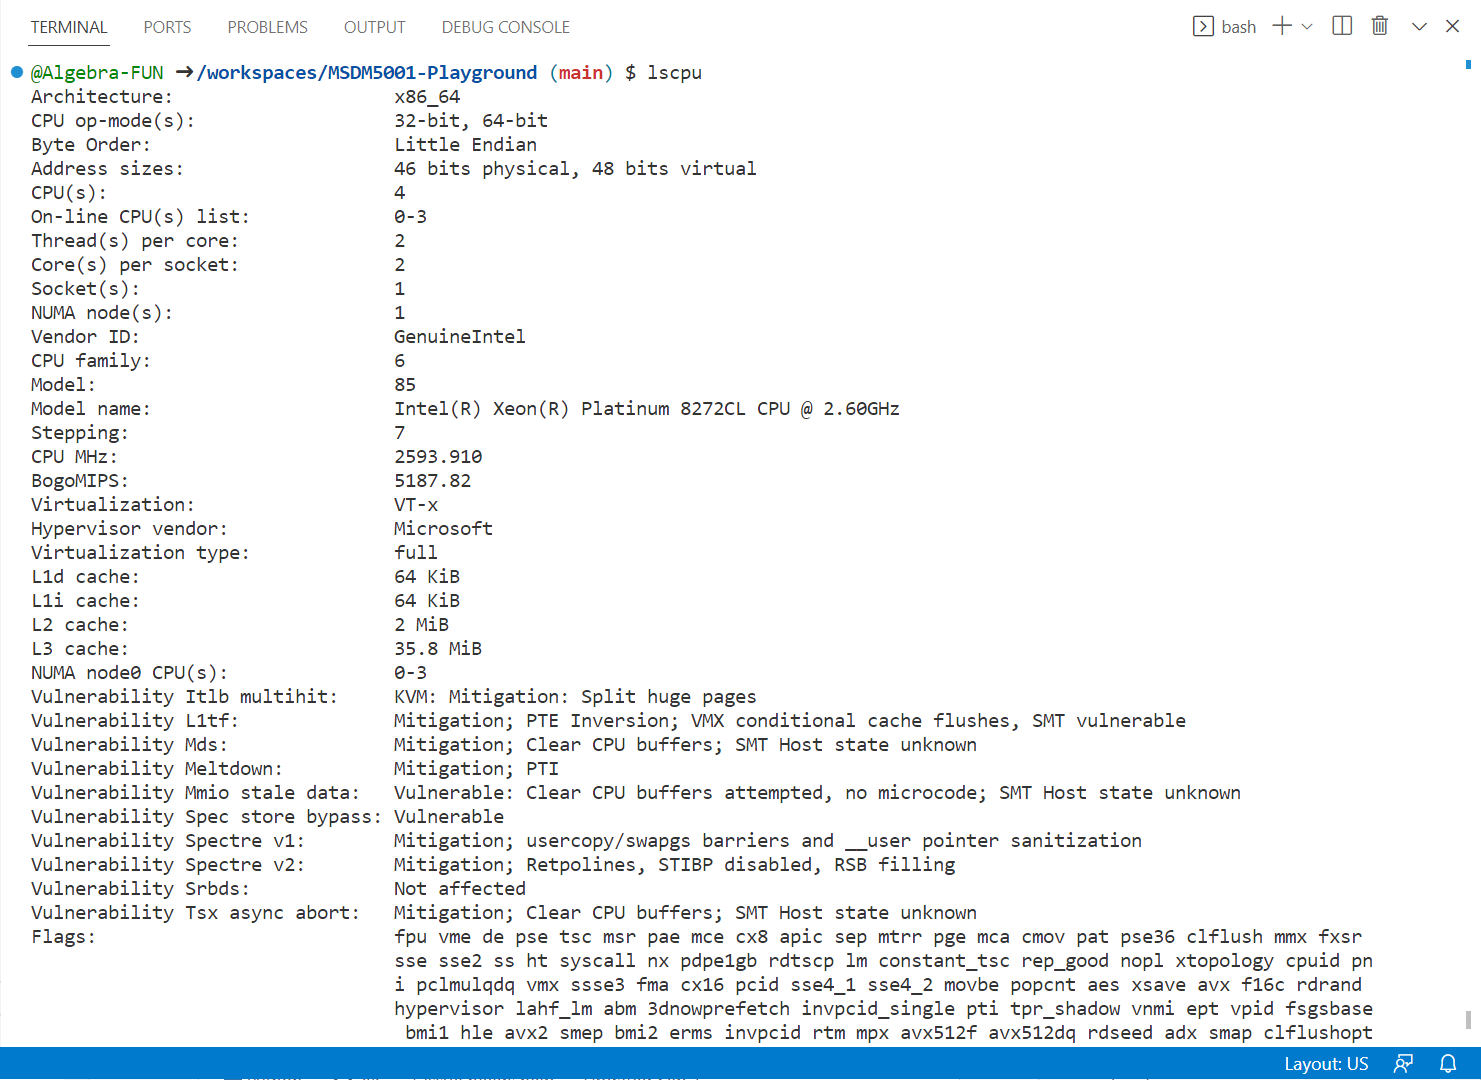 TERMINAL PORTS PROBLEMS OUTPUT DEBUG CONSOLE bash
@Algebra-FUN ➜/workspaces/MSDM5001-Playground (main) $ lscpu
Architecture: x86_64
CPU op-mode(s): 32-bit, 64-bit
Byte Order: Little Endian
Address sizes: 46 bits physical, 48 bits virtual
CPU(s): 4
On-line CPU(s) list: 0-3
Thread(s) per core: 2
Core(s) per socket: 2
Socket(s): 1
NUMA node(s): 1
Vendor ID: GenuineIntel
CPU family: 6
Model: 85
Model name: Intel(R) Xeon(R) Platinum 8272CL CPU @ 2.60GHz
Stepping: 7
CPU MHz: 2593.910
BogoMIPS: 5187.82
Virtualization: VT-x
Hypervisor vendor: Microsoft
Virtualization type: full
L1d cache: 64 KiB
L1i cache: 64 KiB
L2 cache: 2 MiB
L3 cache: 35.8 MiB
NUMA node0 CPU(s): 0-3
Vulnerability Itlb multihit: KVM: Mitigation: Split huge pages
Vulnerability L1tf: Mitigation; PTE Inversion; VMX conditional cache flushes, SMT vulnerable
Vulnerability Mds: Mitigation; Clear CPU buffers; SMT Host state unknown
Vulnerability Meltdown: Mitigation; PTI
Vulnerability Mmio stale data: Vulnerable: Clear CPU buffers attempted, no microcode; SMT Host state unknown
Vulnerability Spec store bypass: Vulnerable
Vulnerability Spectre v1: Mitigation; usercopy/swapgs barriers and __user pointer sanitization
Vulnerability Spectre v2: Mitigation; Retpolines, STIBP disabled, RSB filling
Vulnerability Srbds: Not affected
Vulnerability Tsx async abort: Mitigation; Clear CPU buffers; SMT Host state unknown
Flags: fpu vme de pse tsc msr pae mce cx8 apic sep mtrr pge mca cmov pat pse36 clflush mmx fxsr
sse sse2 ss ht syscall nx pdpe1gb rdtscp lm constant_tsc rep_good nopl xtopology cpuid pn
i pclmulqdq vmx ssse3 fma cx16 pcid sse4_1 sse4_2 movbe popcnt aes xsave avx f16c rdrand
hypervisor lahf_lm abm 3dnowprefetch invpcid_single pti tpr_shadow vnmi ept vpid fsgsbase
bmi1 hle avx2 smep bmi2 erms invpcid rtm mpx avx512f avx512dq rdseed adx smap clflushopt
Layout: US